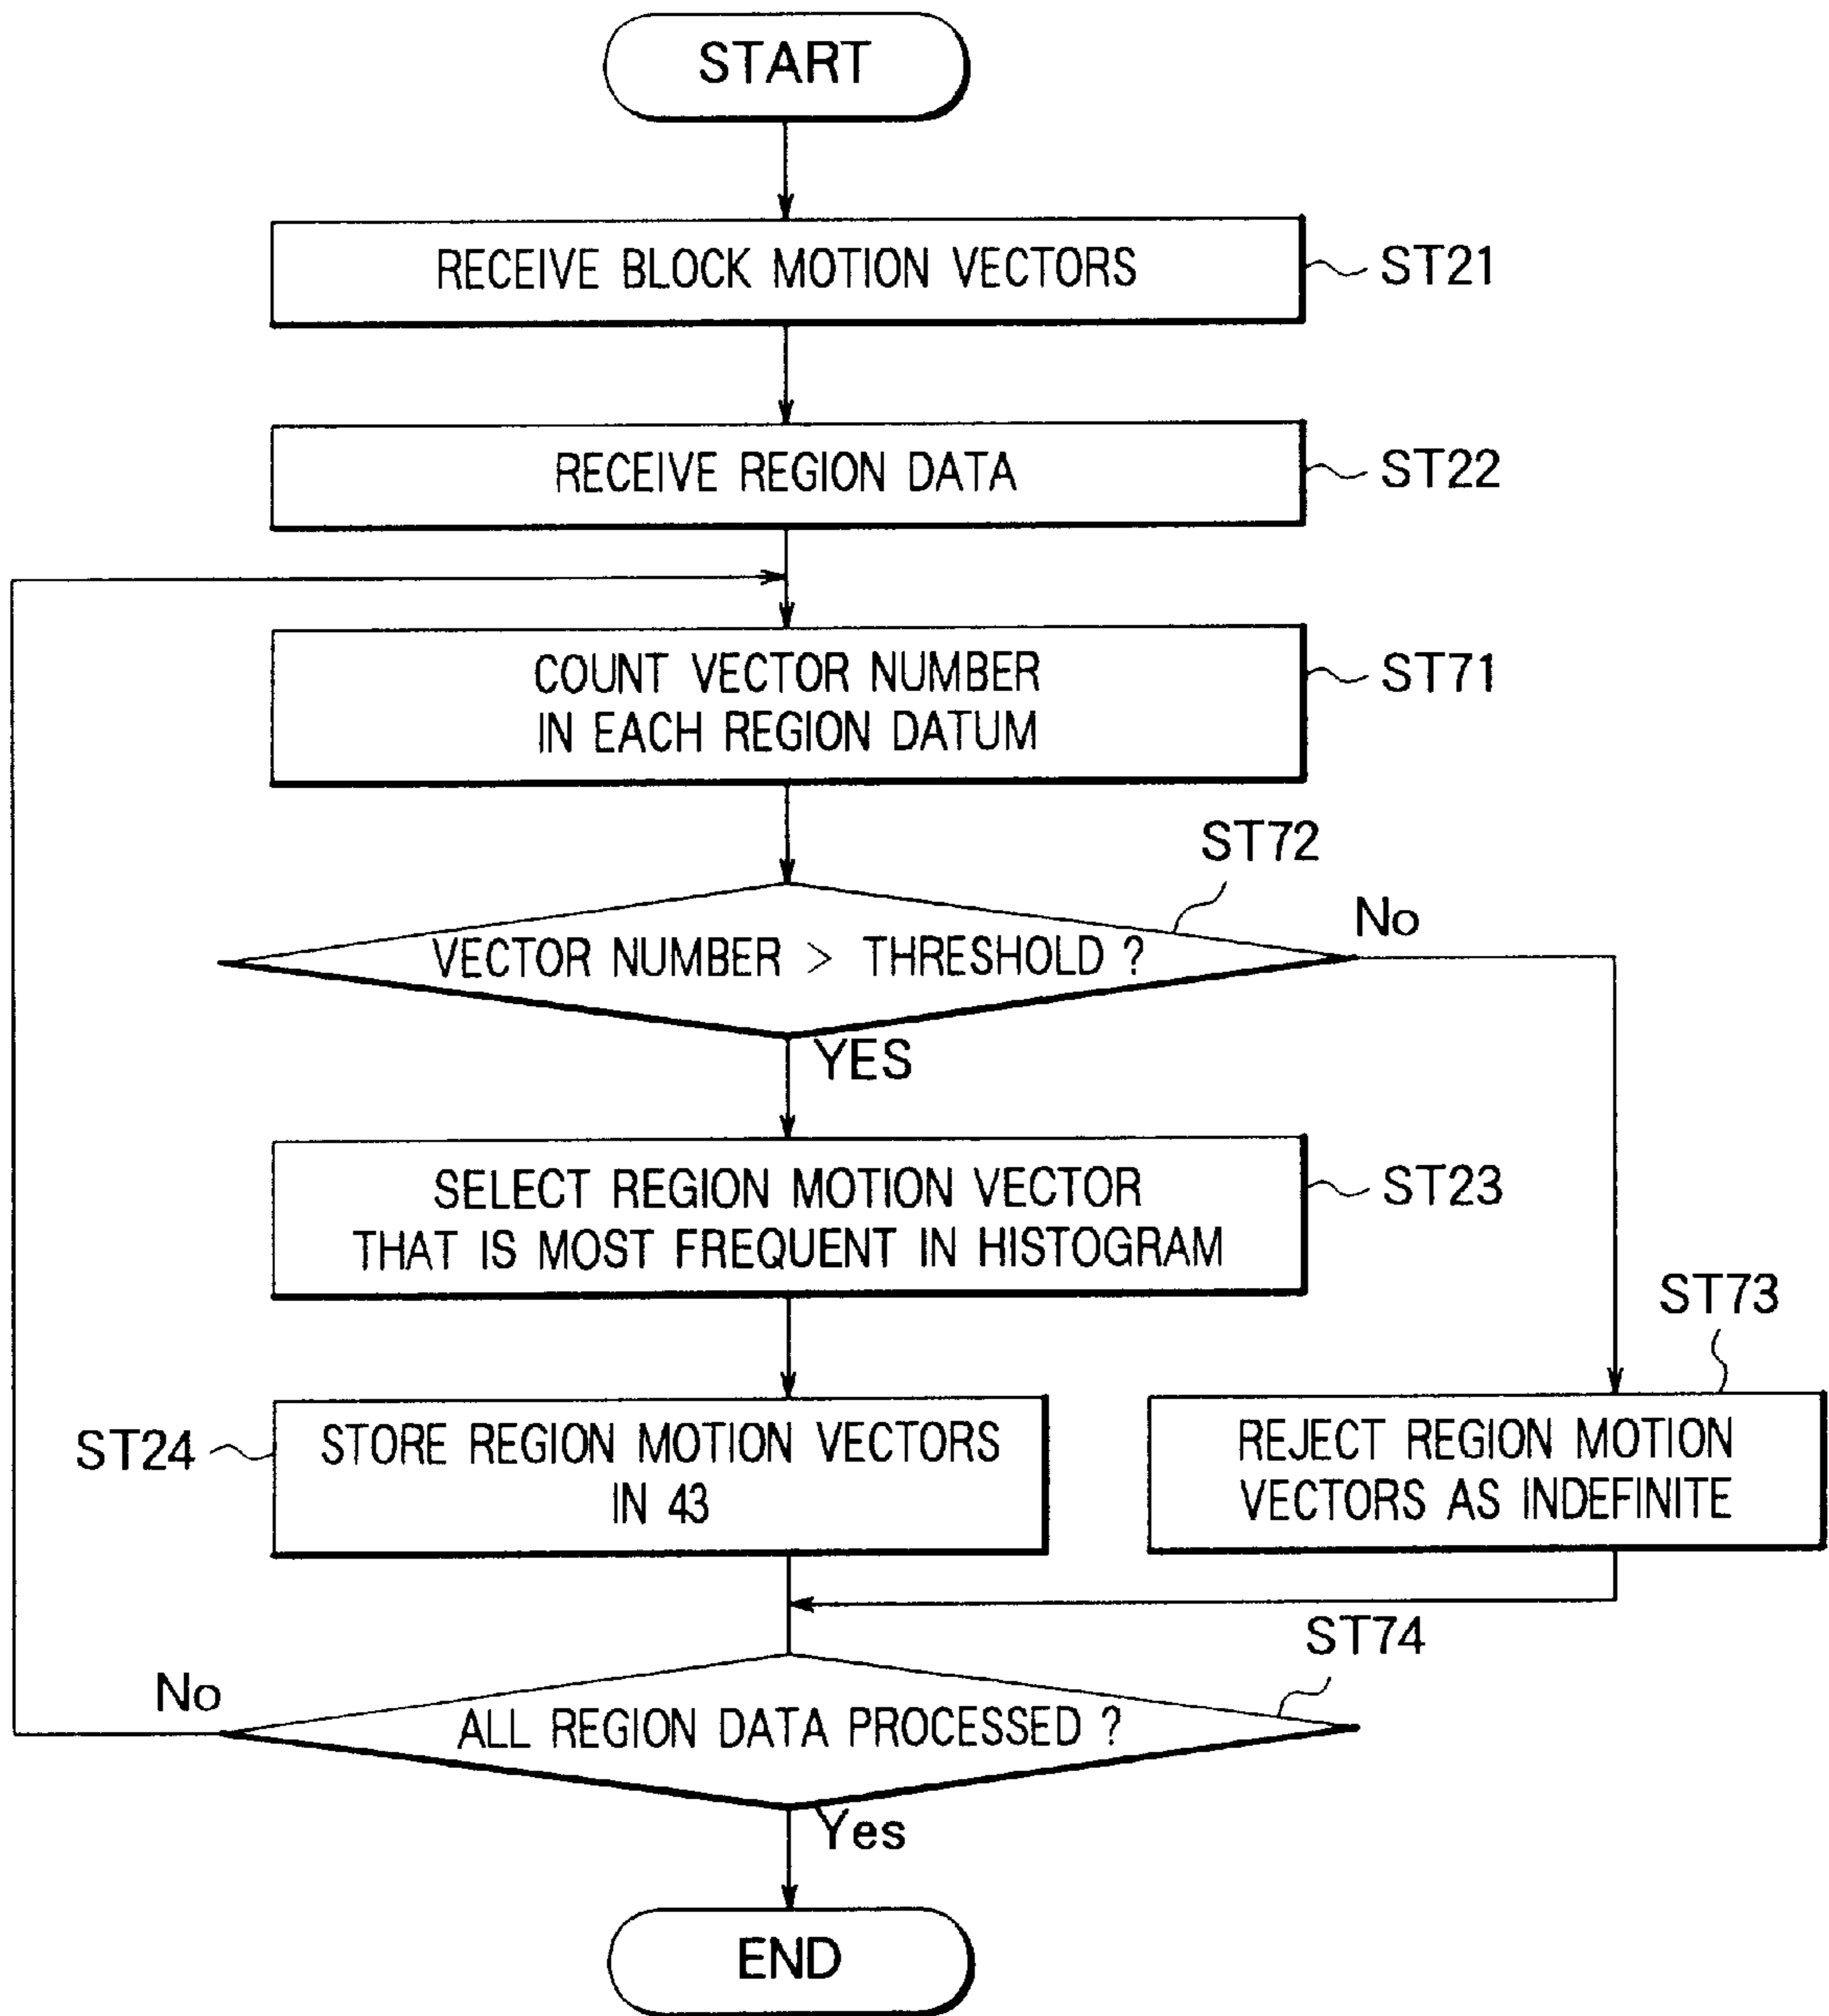 START
RECEIVE BLOCK MOTION VECTORS
ST21
RECEIVE REGION DATA
ST22
COUNT VECTOR NUMBER
IN EACH REGION DATUM
ST71
ST72
VECTOR NUMBER > THRESHOLD ?
No
YES
SELECT REGION MOTION VECTOR
THAT IS MOST FREQUENT IN HISTOGRAM
ST23
ST73
ST24
STORE REGION MOTION VECTORS
IN 43
REJECT REGION MOTION
VECTORS AS INDEFINITE
ST74
No
ALL REGION DATA PROCESSED ?
Yes
END